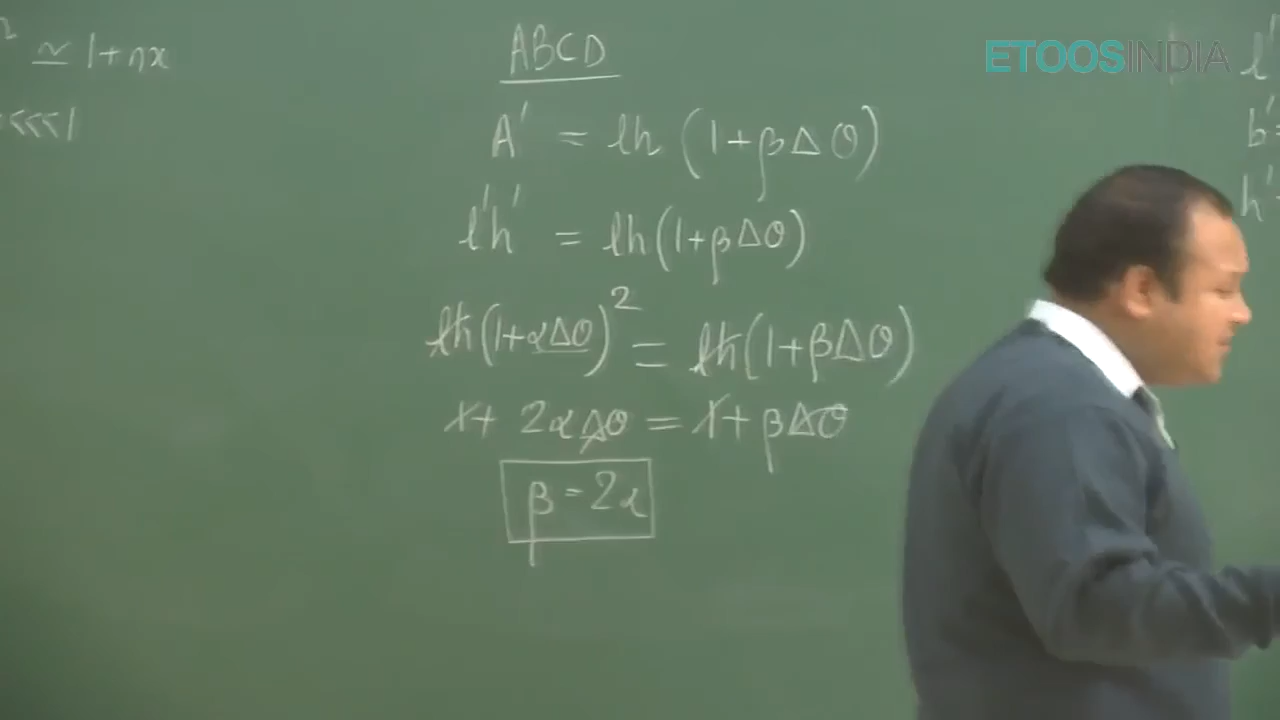 ≃ 1+nx
<<<1
ABCD
A' = lh (1+βΔθ)
l'h' = lh(1+βΔθ)
lh(1+αΔθ)² = lh(1+βΔθ)
1+ 2αΔθ = 1+ βΔθ
β = 2α
ETOOSINDIA
l'
b'=
h'